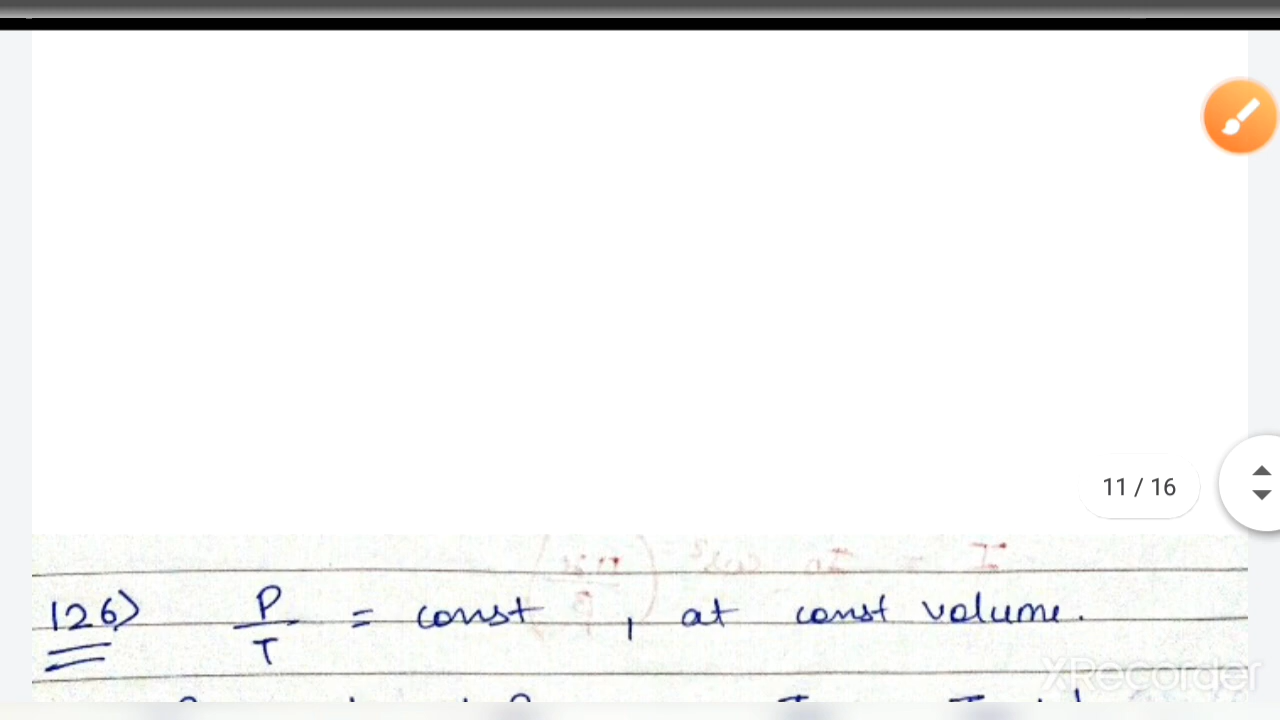 11 / 16
126) P/T = const , at const volume.
XRecorder